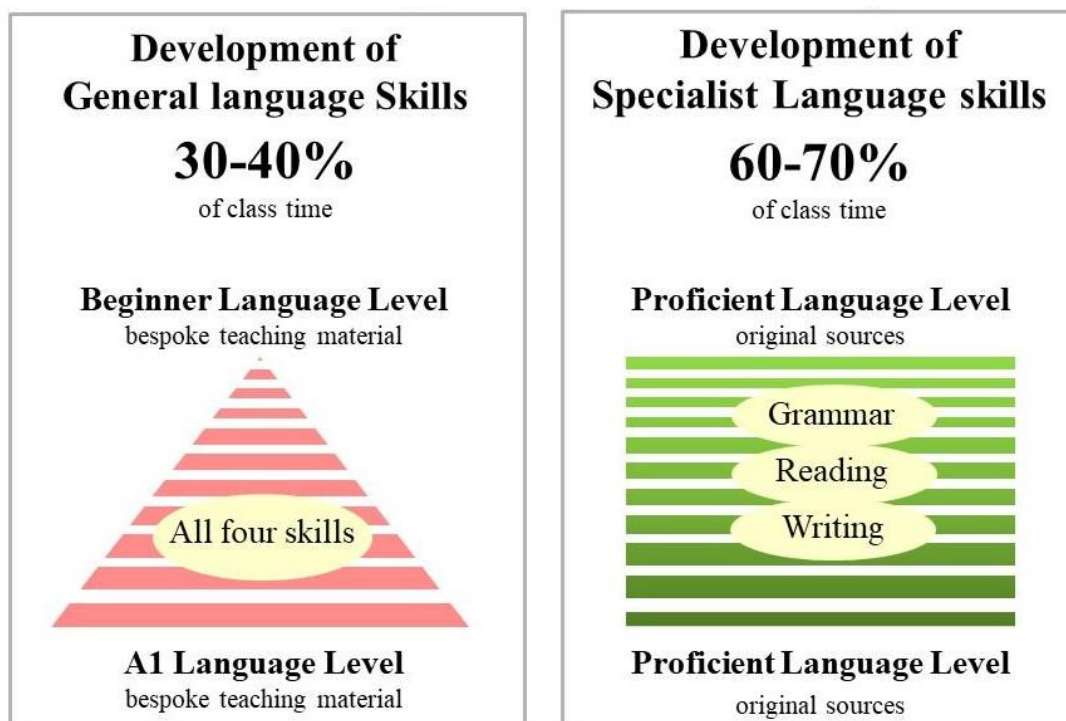 Development of
General language Skills
30-40%
of class time
Beginner Language Level
bespoke teaching material
All four skills
A1 Language Level
bespoke teaching material
Development of
Specialist Language skills
60-70%
of class time
Proficient Language Level
original sources
Grammar
Reading
Writing
Proficient Language Level
original sources